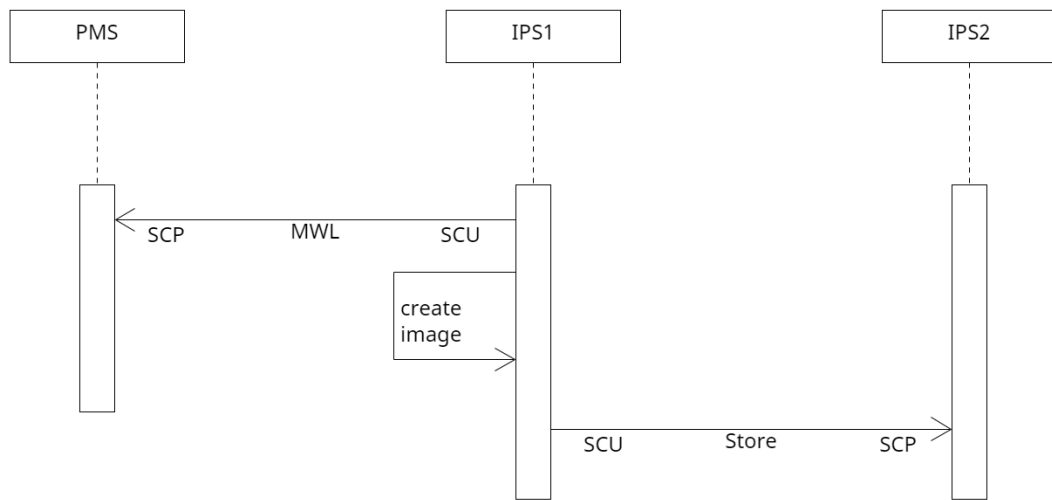 PMS
IPS1
IPS2
SCP
MWL
SCU
create
image
SCU
Store
SCP